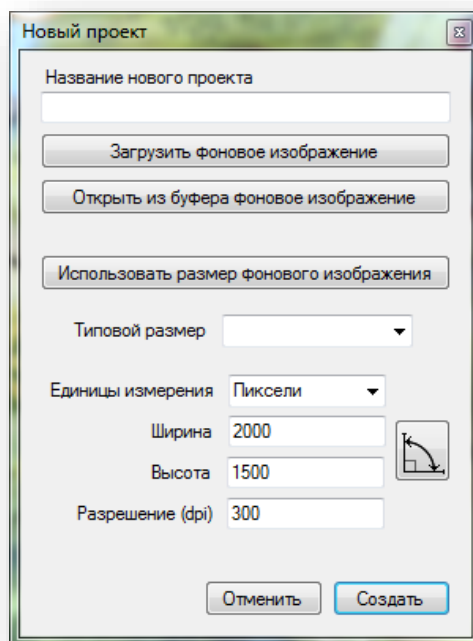 Новый проект
Название нового проекта
Загрузить фоновое изображение
Открыть из буфера фоновое изображение
Использовать размер фонового изображения
Типовой размер
Единицы измерения Пиксели
Ширина 2000
Высота 1500
Разрешение (dpi) 300
Отменить Создать